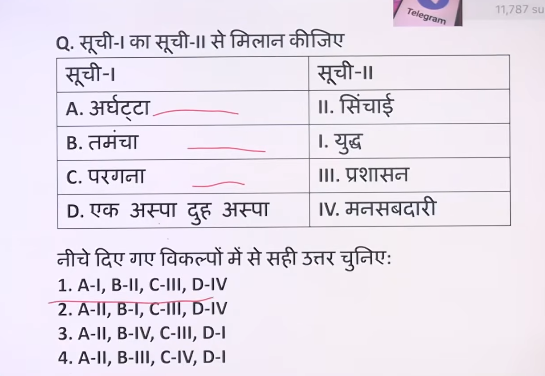 Telegram
11,787 su
Q. सूची-I का सूची-II से मिलान कीजिए
सूची-I सूची-II
A. अर्घट्टा II. सिंचाई
B. तमंचा I. युद्ध
C. परगना III. प्रशासन
D. एक अस्पा दुह अस्पा IV. मनसबदारी
नीचे दिए गए विकल्पों में से सही उत्तर चुनिए:
1. A-I, B-II, C-III, D-IV
2. A-II, B-I, C-III, D-IV
3. A-II, B-IV, C-III, D-I
4. A-II, B-III, C-IV, D-I